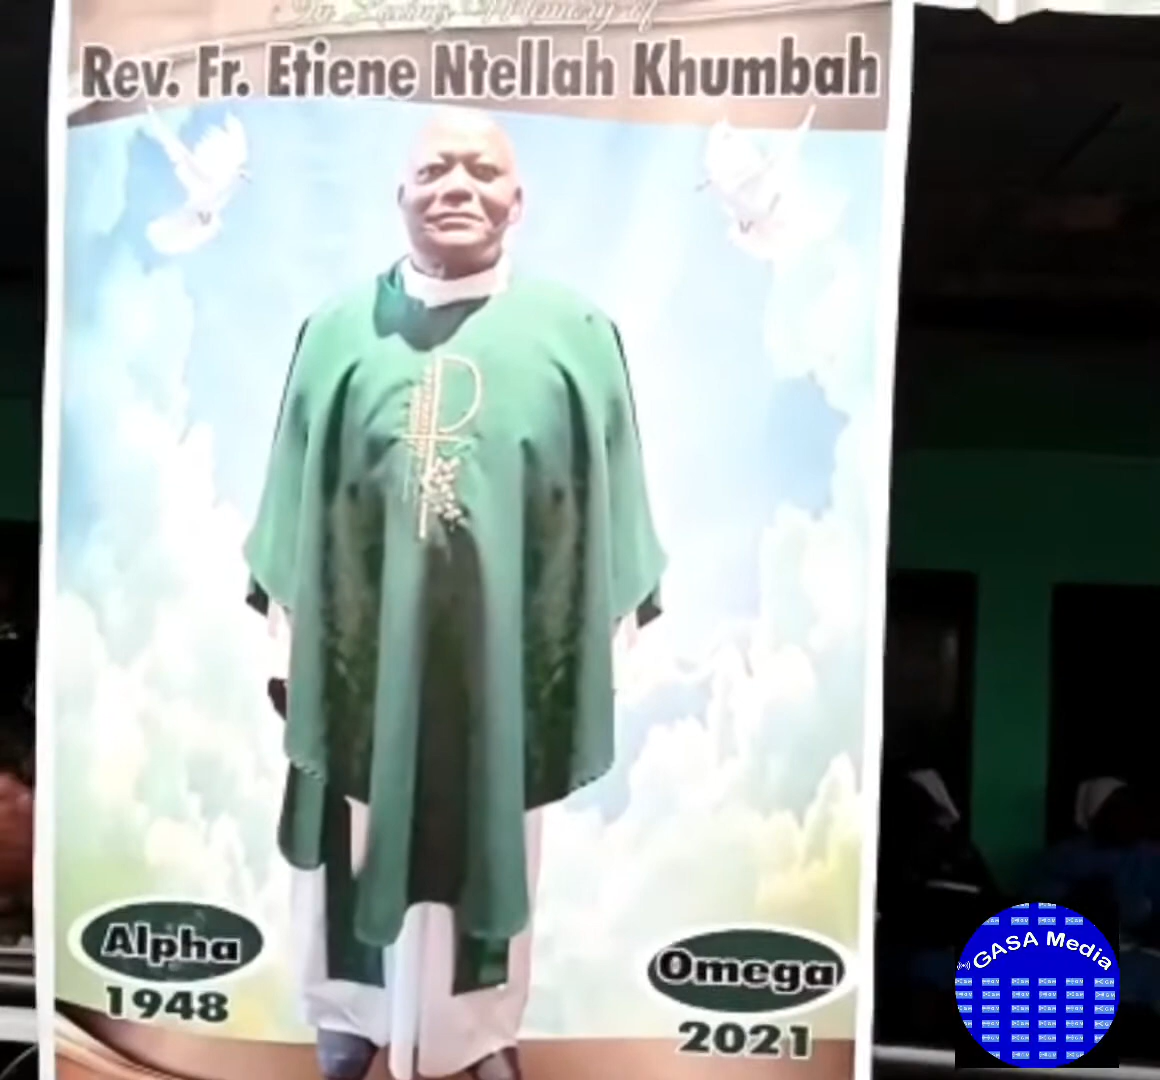 In Loving Memory of
Rev. Fr. Etiene Ntellah Khumbah
Alpha
1948
Omega
2021
GASA Media